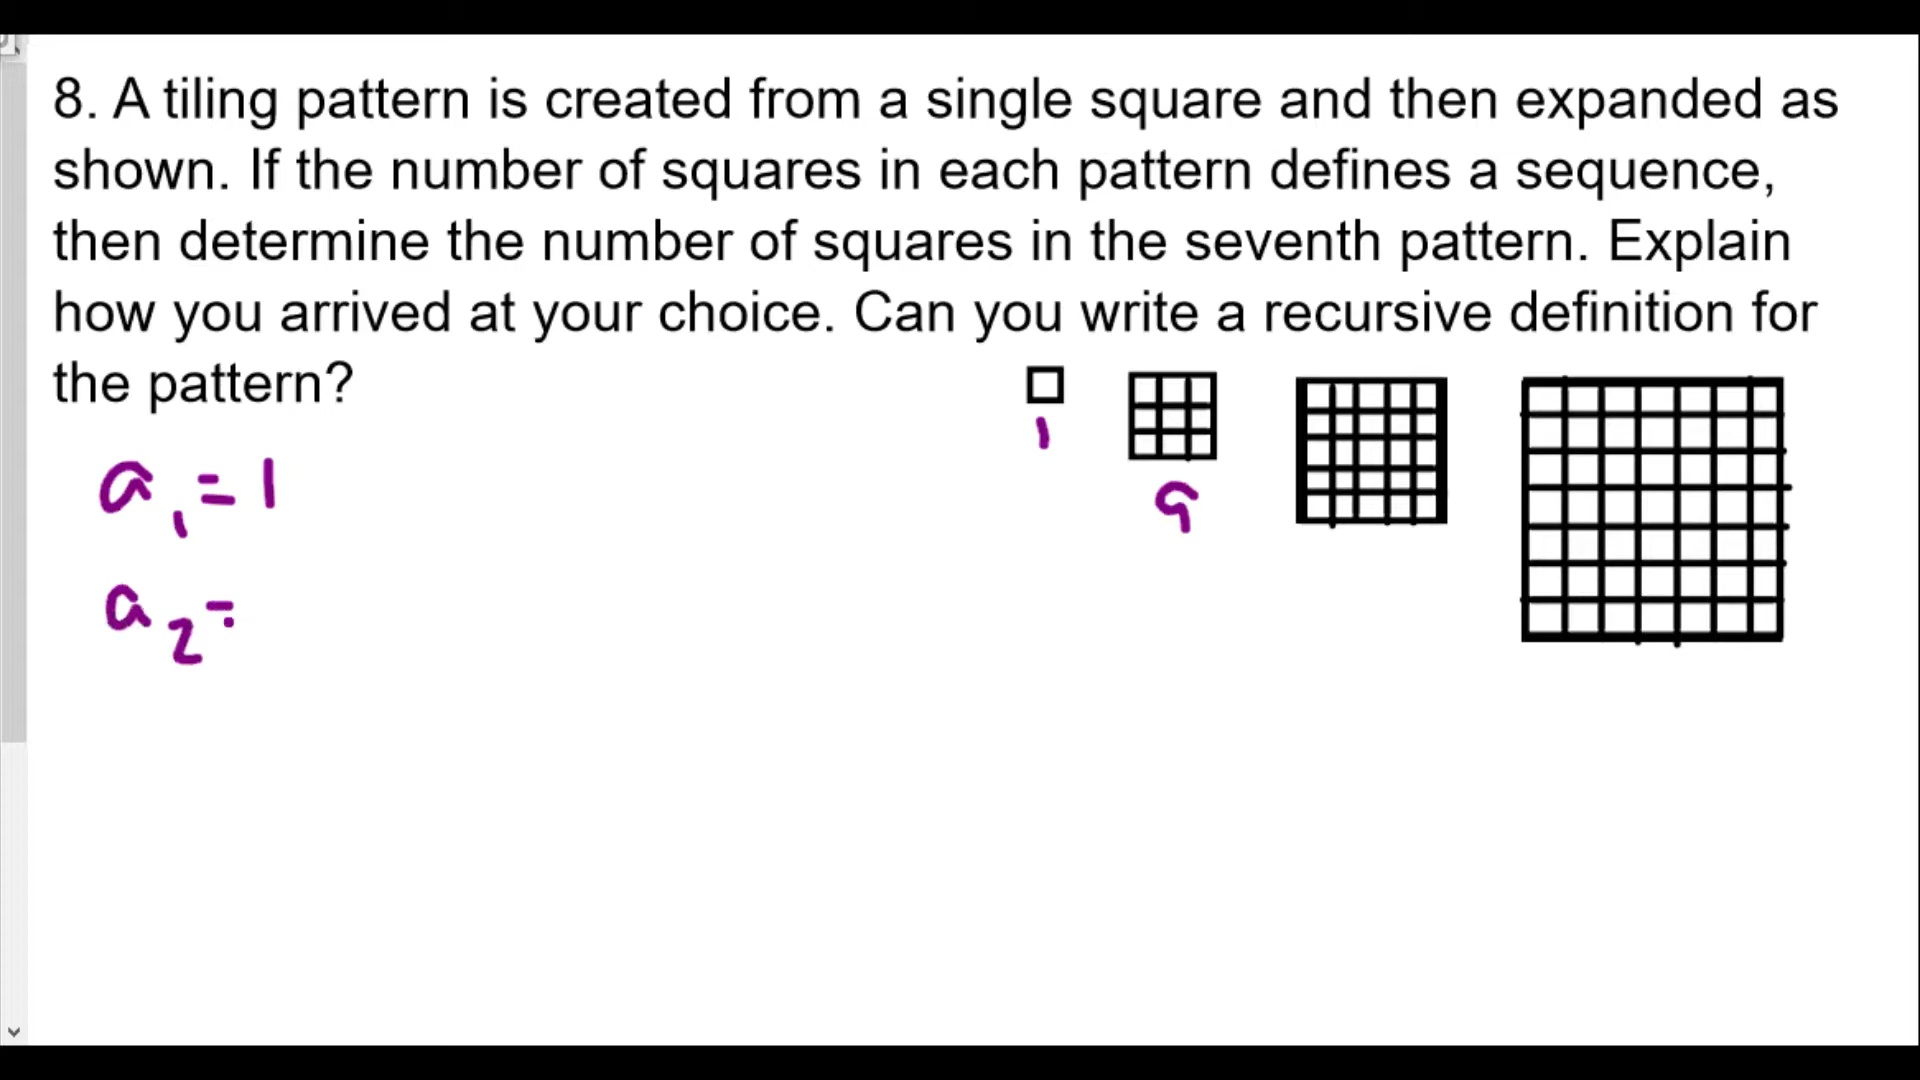 8. A tiling pattern is created from a single square and then expanded as
shown. If the number of squares in each pattern defines a sequence,
then determine the number of squares in the seventh pattern. Explain
how you arrived at your choice. Can you write a recursive definition for
the pattern?
1
9
a₁ = 1
a₂ =